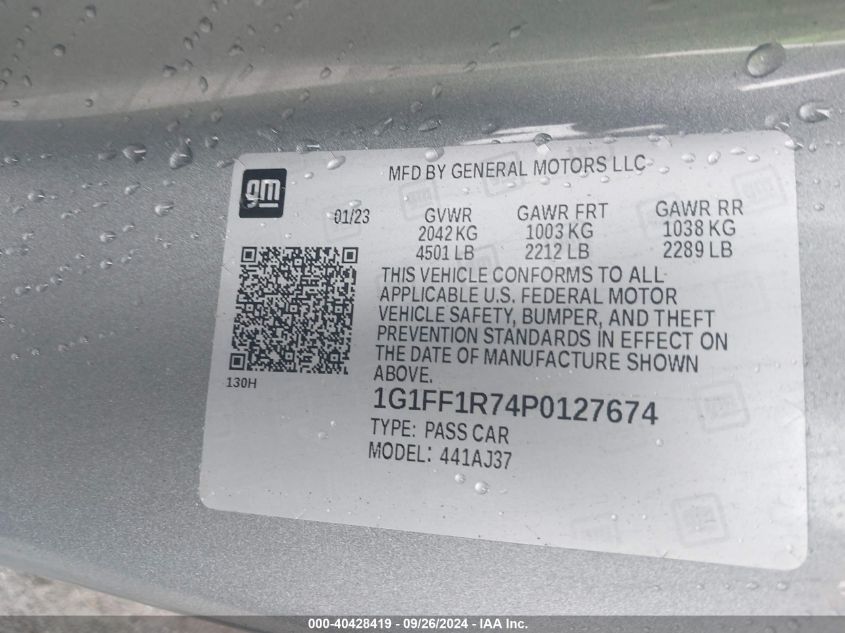 gm
MFD BY GENERAL MOTORS LLC
01/23
GVWR GAWR FRT GAWR RR
2042 KG 1003 KG 1038 KG
4501 LB 2212 LB 2289 LB
THIS VEHICLE CONFORMS TO ALL
APPLICABLE U.S. FEDERAL MOTOR
VEHICLE SAFETY, BUMPER, AND THEFT
PREVENTION STANDARDS IN EFFECT ON
THE DATE OF MANUFACTURE SHOWN
ABOVE.
130H
1G1FF1R74P0127674
TYPE: PASS CAR
MODEL: 441AJ37
000-40428419 - 09/26/2024 - IAA Inc.